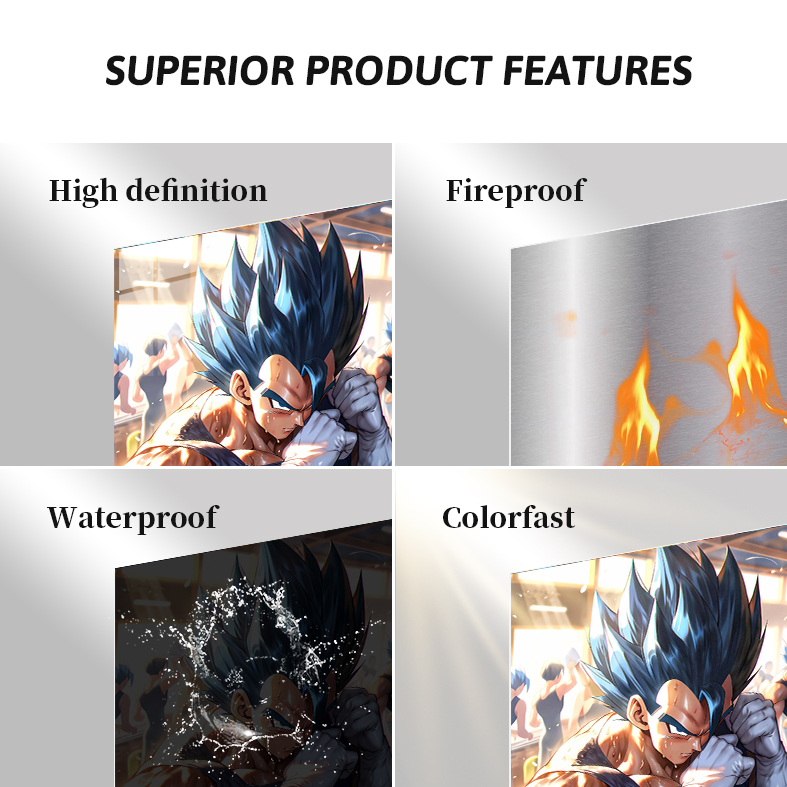 SUPERIOR PRODUCT FEATURES
High definition
Fireproof
Waterproof
Colorfast